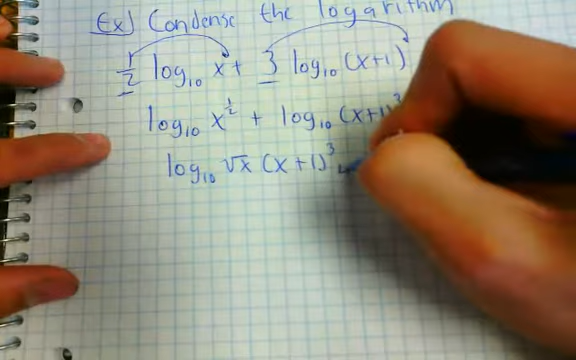 Ex) Condense the logarithm
½ log₁₀ x + 3 log₁₀ (x+1)
log₁₀ x^½ + log₁₀ (x+1)³
log₁₀ √x (x+1)³